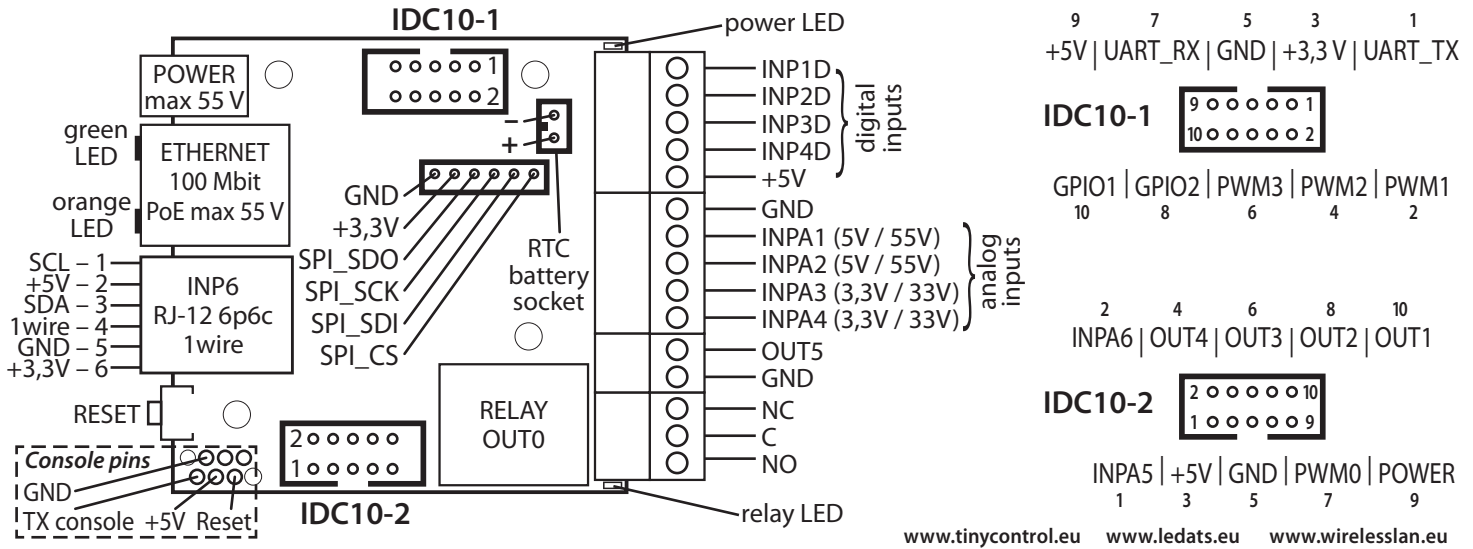 IDC10-1
power LED
POWER
max 55 V
1
2
green
LED
ETHERNET
100 Mbit
PoE max 55 V
orange
LED
–
+
RTC
battery
socket
GND
+3,3V
SPI_SDO
SPI_SCK
SPI_SDI
SPI_CS
SCL – 1
+5V – 2
SDA – 3
1wire – 4
GND – 5
+3,3V – 6
INP6
RJ-12 6p6c
1wire
RESET
RELAY
OUT0
2
1
IDC10-2
Console pins
GND
TX console +5V Reset
INP1D
INP2D
INP3D
INP4D
+5V
digital
inputs
GND
INPA1 (5V / 55V)
INPA2 (5V / 55V)
INPA3 (3,3V / 33V)
INPA4 (3,3V / 33V)
analog
inputs
OUT5
GND
NC
C
NO
relay LED
9 7 5 3 1
+5V | UART_RX | GND | +3,3 V | UART_TX
IDC10-1
9 1
10 2
GPIO1 | GPIO2 | PWM3 | PWM2 | PWM1
10 8 6 4 2
2 4 6 8 10
INPA6 | OUT4 | OUT3 | OUT2 | OUT1
IDC10-2
2 10
1 9
INPA5 | +5V | GND | PWM0 | POWER
1 3 5 7 9
www.tinycontrol.eu www.ledats.eu www.wirelesslan.eu